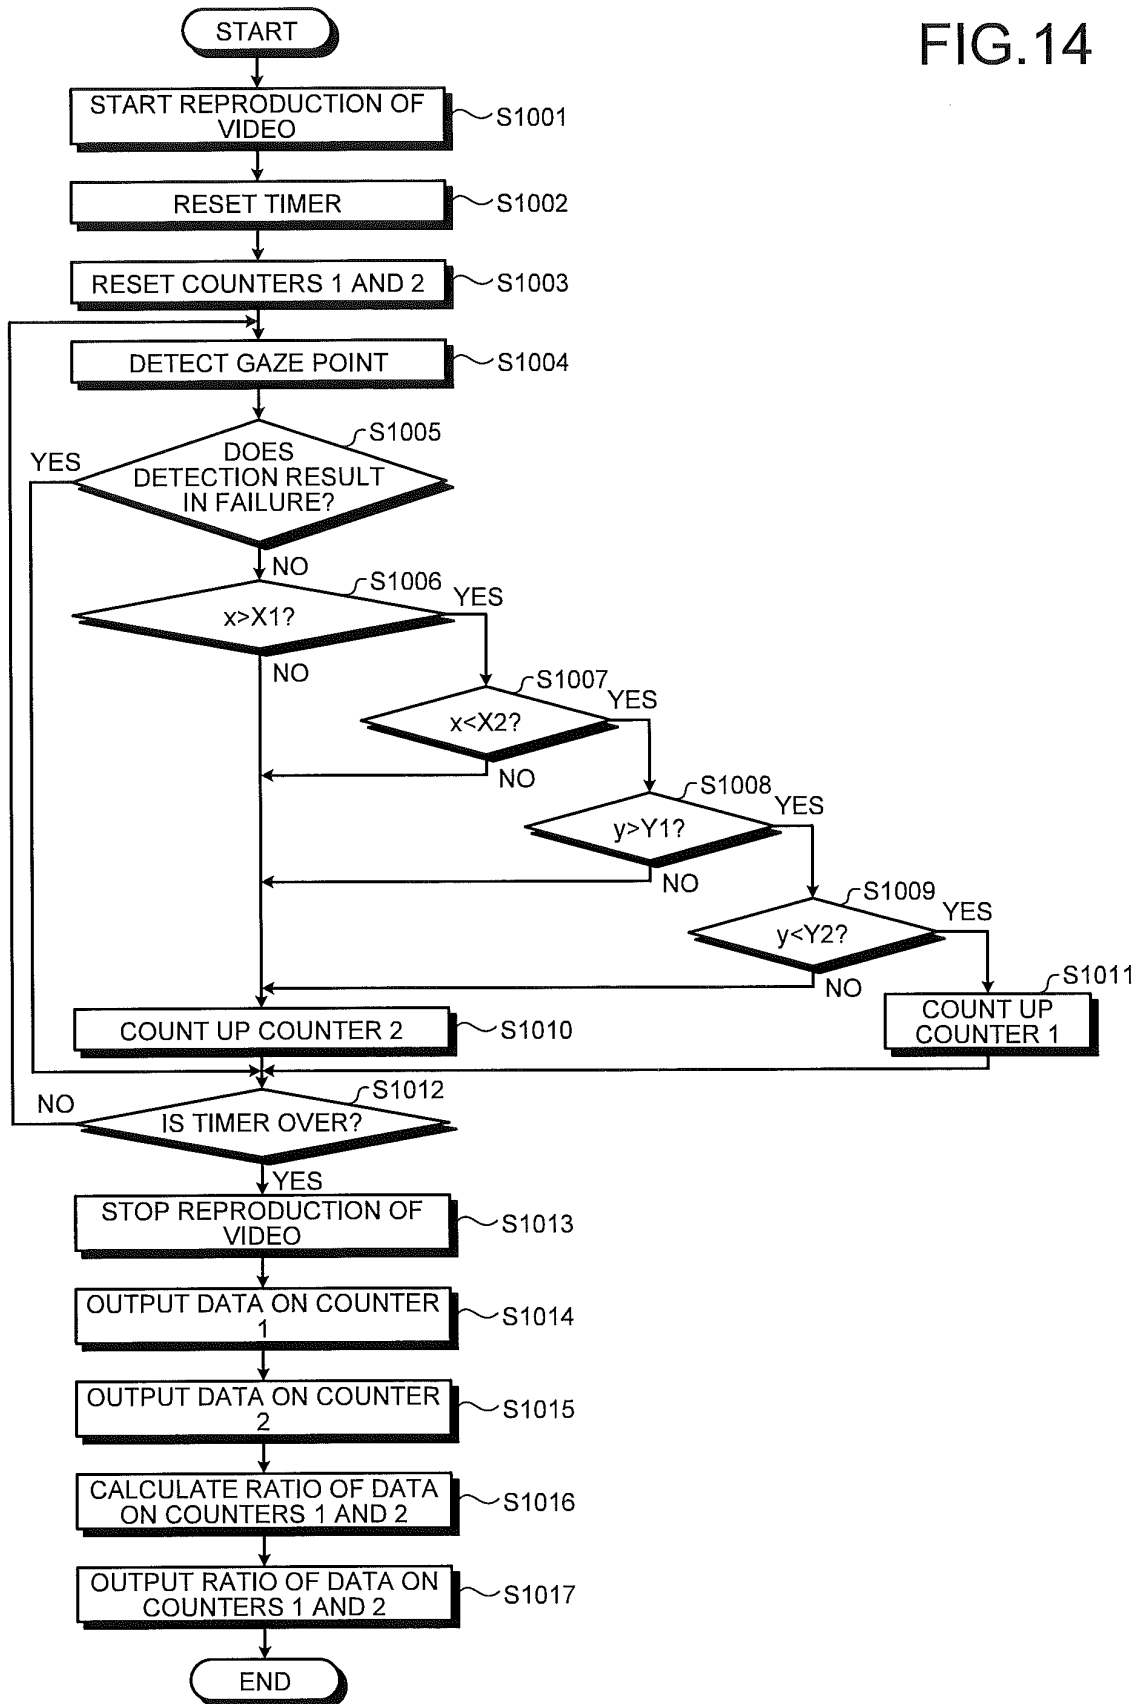 FIG.14
START
START REPRODUCTION OF
VIDEO
S1001
RESET TIMER
S1002
RESET COUNTERS 1 AND 2
S1003
DETECT GAZE POINT
S1004
S1005
DOES
DETECTION RESULT
IN FAILURE?
YES
NO
S1006
x>X1?
YES
NO
S1007
x<X2?
YES
NO
S1008
y>Y1?
YES
NO
S1009
y<Y2?
YES
NO
S1011
COUNT UP
COUNTER 1
COUNT UP COUNTER 2
S1010
S1012
NO
IS TIMER OVER?
YES
STOP REPRODUCTION OF
VIDEO
S1013
OUTPUT DATA ON COUNTER
1
S1014
OUTPUT DATA ON COUNTER
2
S1015
CALCULATE RATIO OF DATA
ON COUNTERS 1 AND 2
S1016
OUTPUT RATIO OF DATA ON
COUNTERS 1 AND 2
S1017
END